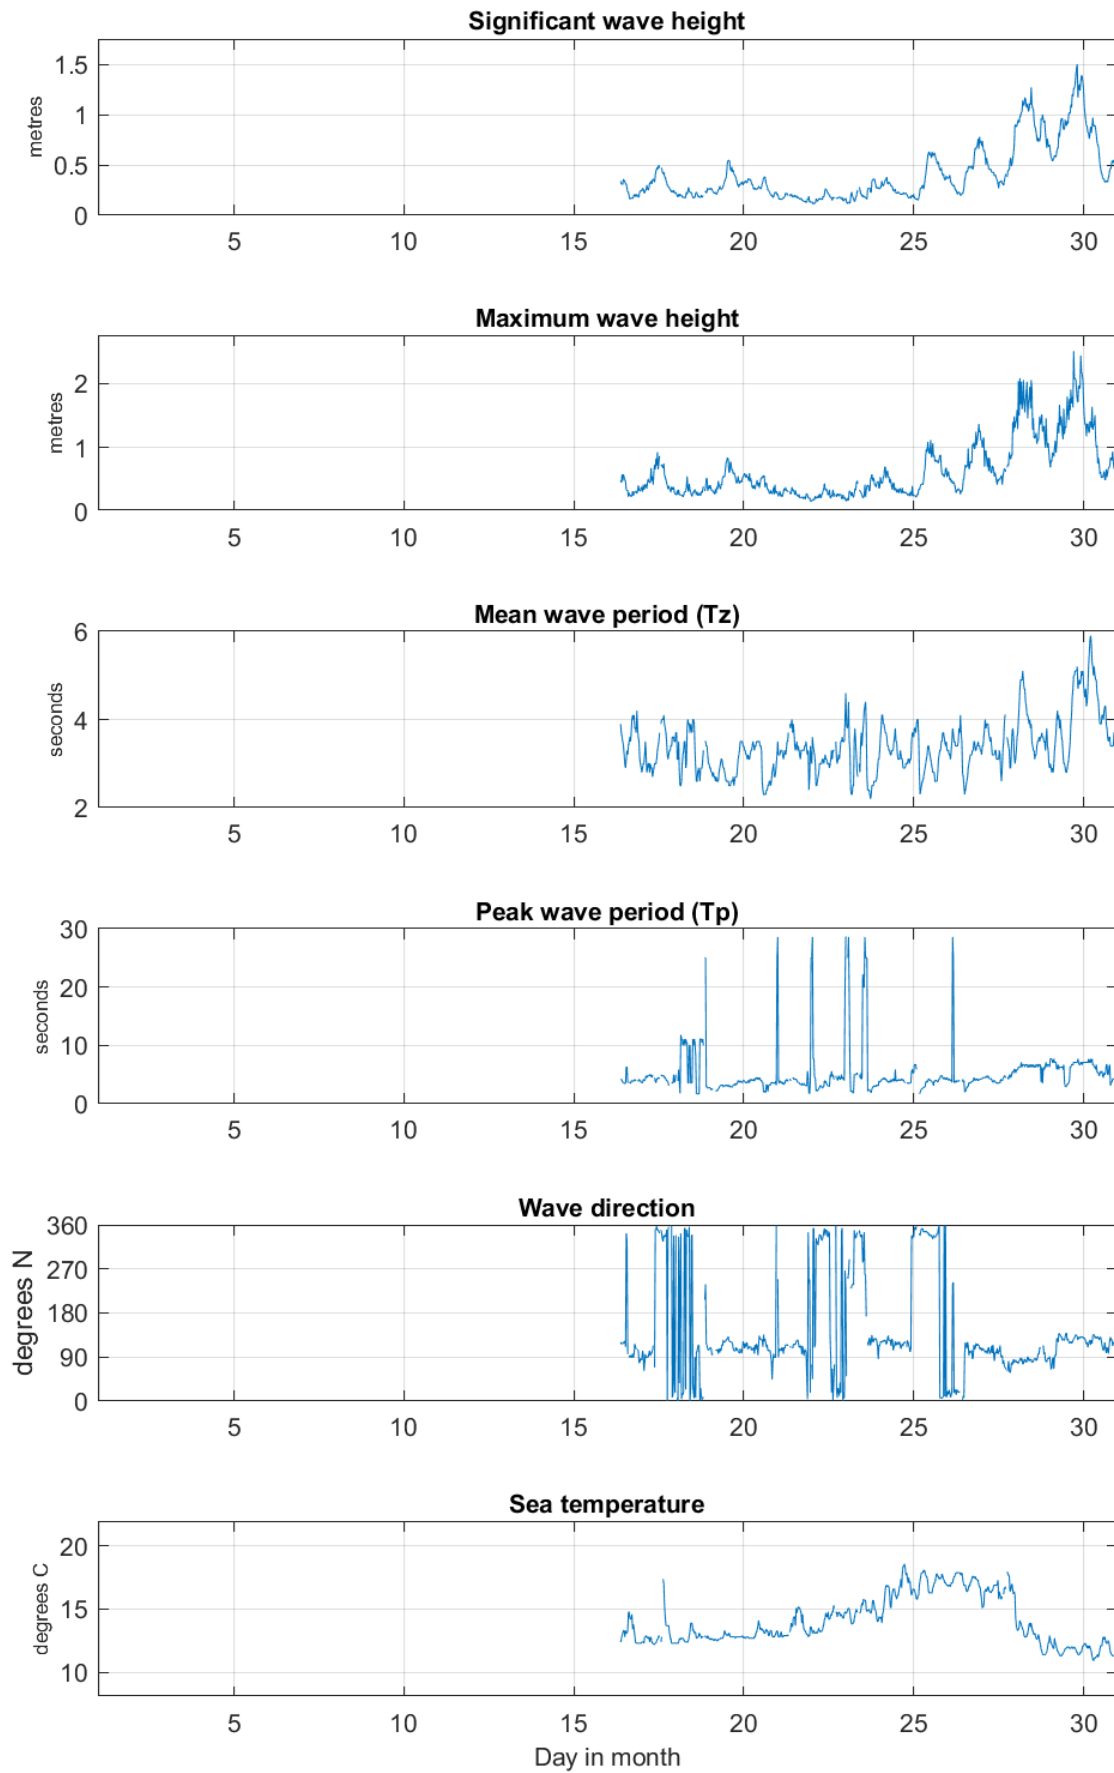 Significant wave height
1.5
1
0.5
0
metres
5 10 15 20 25 30
Maximum wave height
2
1
0
metres
5 10 15 20 25 30
Mean wave period (Tz)
6
4
2
seconds
5 10 15 20 25 30
Peak wave period (Tp)
30
20
10
0
seconds
5 10 15 20 25 30
Wave direction
360
270
180
90
0
degrees N
5 10 15 20 25 30
Sea temperature
20
15
10
degrees C
5 10 15 20 25 30
Day in month